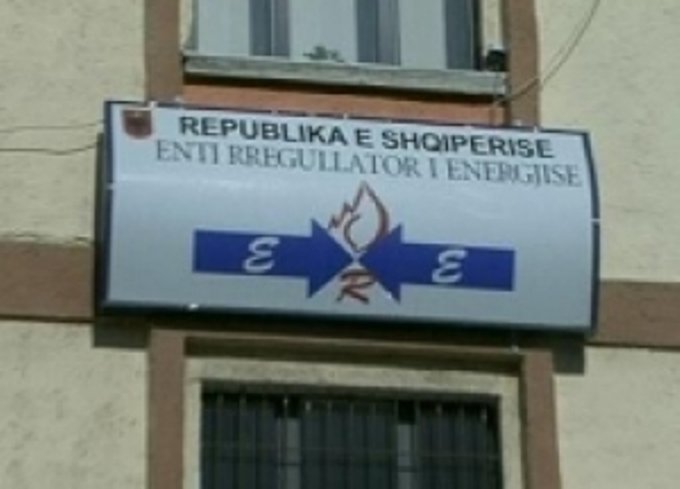 REPUBLIKA E SHQIPERISE
ENTI RREGULLATOR I ENERGJISE
E R E